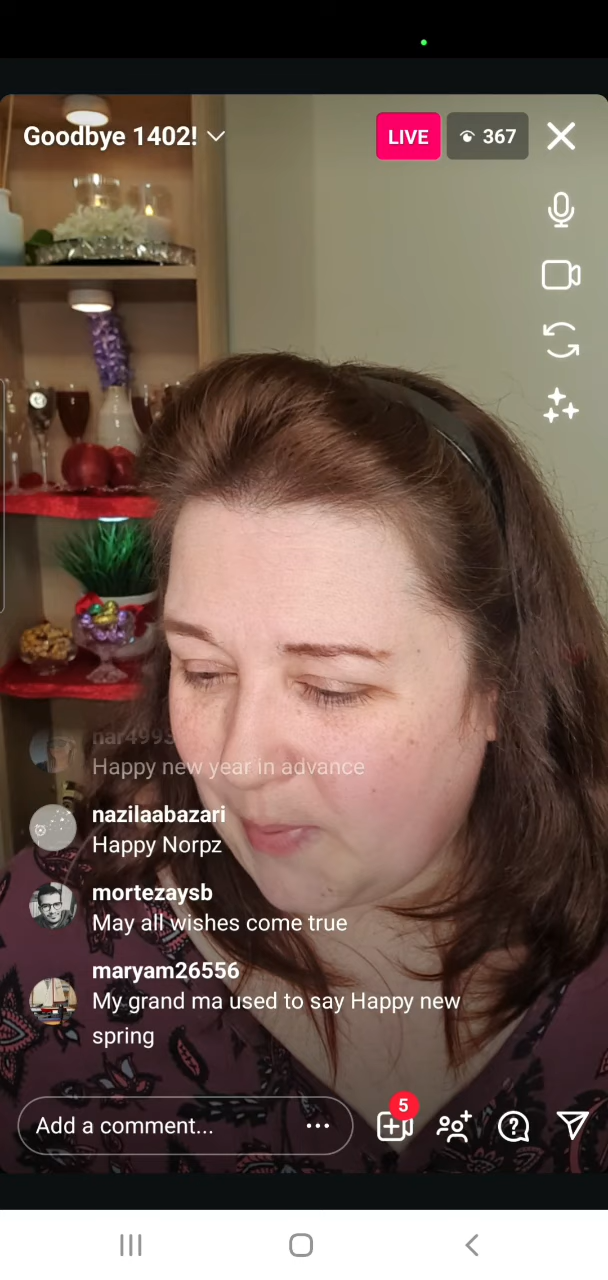 Goodbye 1402!
LIVE
367
nar4993
Happy new year in advance
nazilaabazari
Happy Norpz
mortezaysb
May all wishes come true
maryam26556
My grand ma used to say Happy new
spring
5
Add a comment...